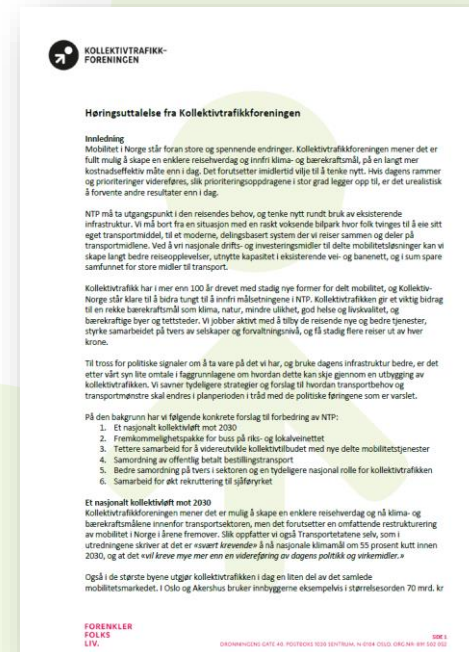 KOLLEKTIVTRAFIKK–
FORENINGEN
Høringsuttalelse fra Kollektivtrafikkforeningen
Innledning
Mobilitet i Norge står foran store og spennende endringer. Kollektivtrafikkforeningen mener det er
fullt mulig å skape en enklere reisehverdag og innfri klima- og bærekraftsmål, på en langt mer
kostnadseffektiv måte enn i dag. Det forutsetter imidlertid vilje til å tenke nytt. Hvis dagens rammer
og prioriteringer videreføres, slik prioriteringsoppdragene i stor grad legger opp til, er det urealistisk
å forvente andre resultater enn i dag.
NTP må ta utgangspunkt i den reisendes behov, og tenke nytt rundt bruk av eksisterende
infrastruktur. Vi må bort fra en situasjon med en raskt voksende bilpark hvor folk tvinges til å eie sitt
eget transportmiddel, til et moderne, delingsbasert system der vi reiser sammen og deler på
transportmidlene. Ved å vri nasjonale drifts- og investeringsmidler til delte mobilitetsløsninger kan vi
skape langt bedre reiseopplevelser, utnytte kapasitet i eksisterende vei- og banenett, og i sum spare
samfunnet for store midler til transport.
Kollektivtrafikk har i mer enn 100 år drevet med stadig nye former for delt mobilitet, og Kollektiv-
Norge står klare til å bidra tungt til å innfri målsetningene i NTP. Kollektivtrafikken gir et viktig bidrag
til en rekke bærekraftsmål som klima, natur, mindre ulikhet, god helse og livskvalitet, og
bærekraftige byer og tettsteder. Vi jobber aktivt med å tilby de reisende nye og bedre tjenester,
styrke samarbeidet på tvers av selskaper og forvaltningsnivå, og få stadig flere reiser ut av hver
krone.
Til tross for politiske signaler om å ta vare på det vi har, og bruke dagens infrastruktur bedre, er det
etter vårt syn lite omtale i faggrunnlagene om hvordan dette kan skje gjennom en utbygging av
kollektivtrafikken. Vi savner tydeligere strategier og forslag til hvordan transportbehov og
transportmønstre skal endres i planperioden i tråd med de politiske føringene som er varslet.
På den bakgrunn har vi følgende konkrete forslag til forbedring av NTP:
1. Et nasjonalt kollektivløft mot 2030
2. Fremkommelighetspakke for buss på riks- og lokalveinettet
3. Tettere samarbeid for å videreutvikle kollektivtilbudet med nye delte mobilitetstjenester
4. Samordning av offentlig betalt bestillingstransport
5. Bedre samordning på tvers i sektoren og en tydeligere nasjonal rolle for kollektivtrafikken
6. Samarbeid for økt rekruttering til sjåføryrket
Et nasjonalt kollektivløft mot 2030
Kollektivtrafikkforeningen mener det er mulig å skape en enklere reisehverdag og nå klima- og
bærekraftsmålene innenfor transportsektoren, men det forutsetter en omfattende restrukturering
av mobilitet i Norge i årene fremover. Slik oppfatter vi også Transportetatene selv, som i
utredningene skriver at det er «svært krevende» å nå nasjonale klimamål om 55 prosent kutt innen
2030, og at det «vil kreve mye mer enn en videreføring av dagens politikk og virkemidler.»
Også i de største byene utgjør kollektivtrafikken i dag en liten del av det samlede
mobilitetsmarkedet. I Oslo og Akershus bruker innbyggerne eksempelvis i størrelsesorden 70 mrd. kr
FORENKLER
FOLKS
LIV.
SIDE 1
DRONNINGENS GATE 40, POSTBOKS 1030 SENTRUM, N-0104 OSLO, ORG.NR: